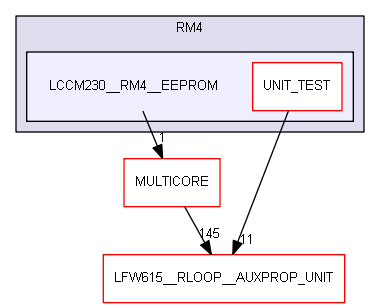 RM4
LCCM230__RM4__EEPROM
UNIT_TEST
1
MULTICORE
145
11
LFW615__RLOOP__AUXPROP_UNIT